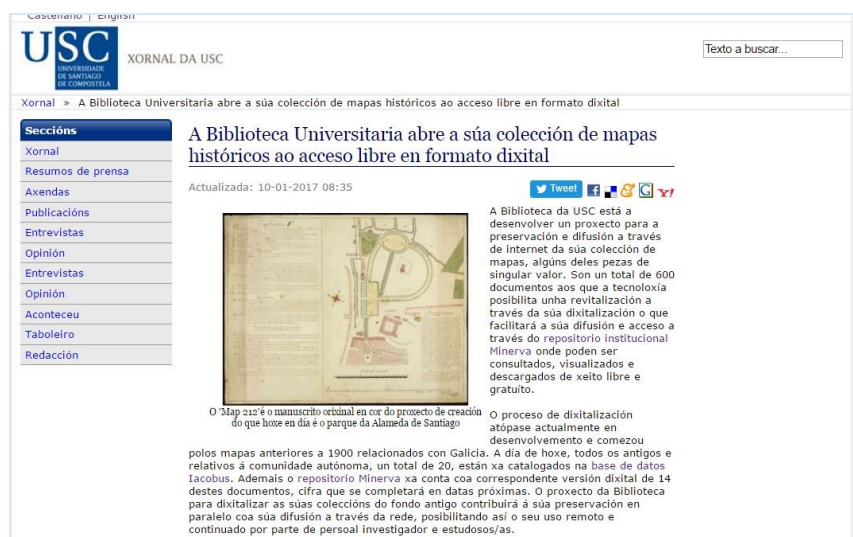 Castellano | English
USC
UNIVERSIDADE
DE SANTIAGO
DE COMPOSTELA
XORNAL DA USC
Texto a buscar...
Xornal » A Biblioteca Universitaria abre a súa colección de mapas históricos ao acceso libre en formato dixital
Seccións
Xornal
Resumos de prensa
Axendas
Publicacións
Entrevistas
Opinión
Entrevistas
Opinión
Aconteceu
Taboleiro
Redacción
A Biblioteca Universitaria abre a súa colección de mapas
históricos ao acceso libre en formato dixital
Actualizada: 10-01-2017 08:35
Tweet
O 'Map 212'é o manuscrito orixinal en cor do proxecto de creación
do que hoxe en día é o parque da Alameda de Santiago
A Biblioteca da USC está a
desenvolver un proxecto para a
preservación e difusión a través
de internet da súa colección de
mapas, algúns deles pezas de
singular valor. Son un total de 600
documentos aos que a tecnoloxía
posibilita unha revitalización a
través da súa dixitalización o que
facilitará a súa difusión e acceso a
través do repositorio institucional
Minerva onde poden ser
consultados, visualizados e
descargados de xeito libre e
gratuíto.
O proceso de dixitalización
atópase actualmente en
desenvolvemento e comezou
polos mapas anteriores a 1900 relacionados con Galicia. A día de hoxe, todos os antigos e
relativos á comunidade autónoma, un total de 20, están xa catalogados na base de datos
Iacobus. Ademais o repositorio Minerva xa conta coa correspondente versión dixital de 14
destes documentos, cifra que se completará en datas próximas. O proxecto da Biblioteca
para dixitalizar as súas coleccións do fondo antigo contribuirá á súa preservación en
paralelo coa súa difusión a través da rede, posibilitando así o seu uso remoto e
continuado por parte de persoal investigador e estudosos/as.